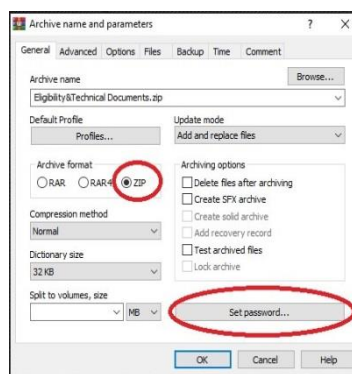 Archive name and parameters ? X
General Advanced Options Files Backup Time Comment
Archive name
Browse...
Eligibility&Technical Documents.zip
Default Profile
Profiles...
Update mode
Add and replace files
Archive format
RAR RAR4 ZIP
Compression method
Normal
Dictionary size
32 KB
Split to volumes, size
MB
Archiving options
Delete files after archiving
Create SFX archive
Create solid archive
Add recovery record
Test archived files
Lock archive
Set password...
OK Cancel Help